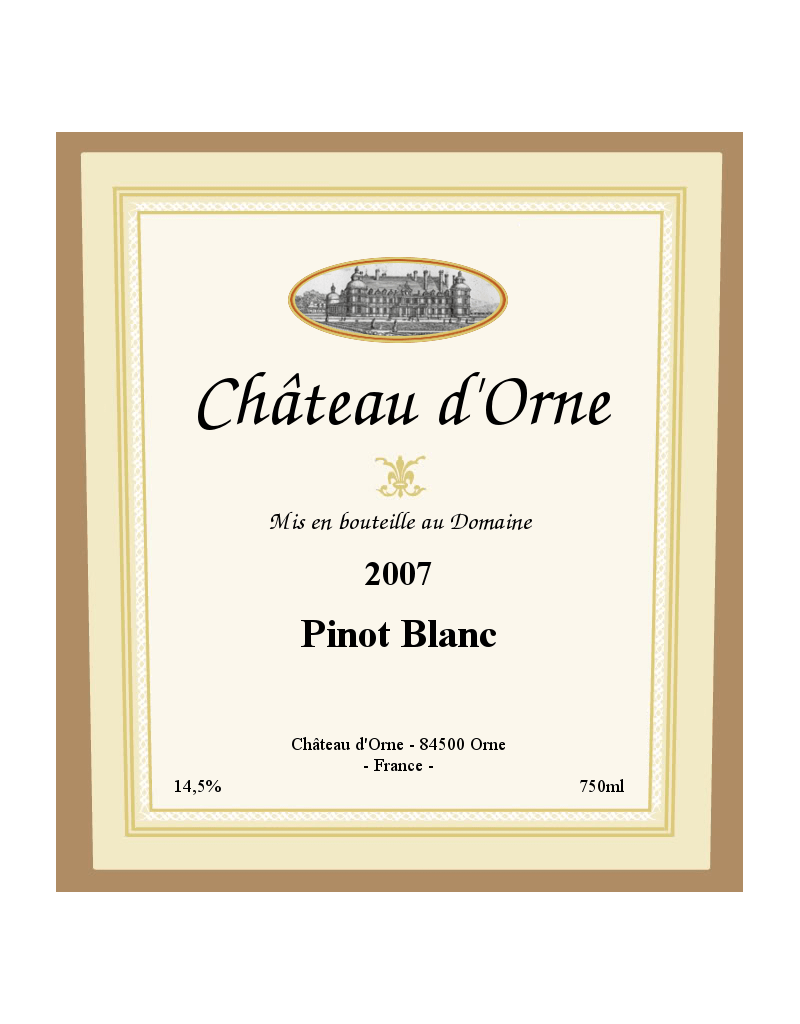 Château d'Orne
Mis en bouteille au Domaine
2007
Pinot Blanc
Château d'Orne - 84500 Orne
- France -
14,5% 750ml